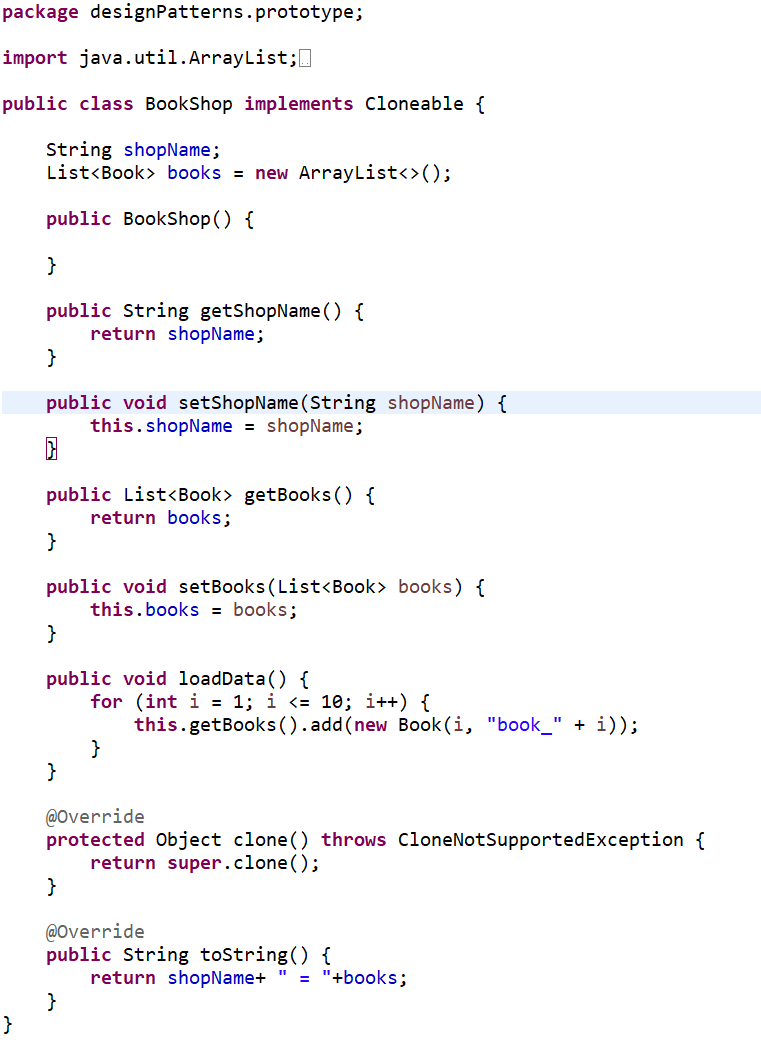 package designPatterns.prototype;
import java.util.ArrayList;
public class BookShop implements Cloneable {
    String shopName;
    List<Book> books = new ArrayList<>();
    public BookShop() {
    }
    public String getShopName() {
        return shopName;
    }
    public void setShopName(String shopName) {
        this.shopName = shopName;
    }
    public List<Book> getBooks() {
        return books;
    }
    public void setBooks(List<Book> books) {
        this.books = books;
    }
    public void loadData() {
        for (int i = 1; i <= 10; i++) {
            this.getBooks().add(new Book(i, "book_" + i));
        }
    }
    @Override
    protected Object clone() throws CloneNotSupportedException {
        return super.clone();
    }
    @Override
    public String toString() {
        return shopName+ " = "+books;
    }
}